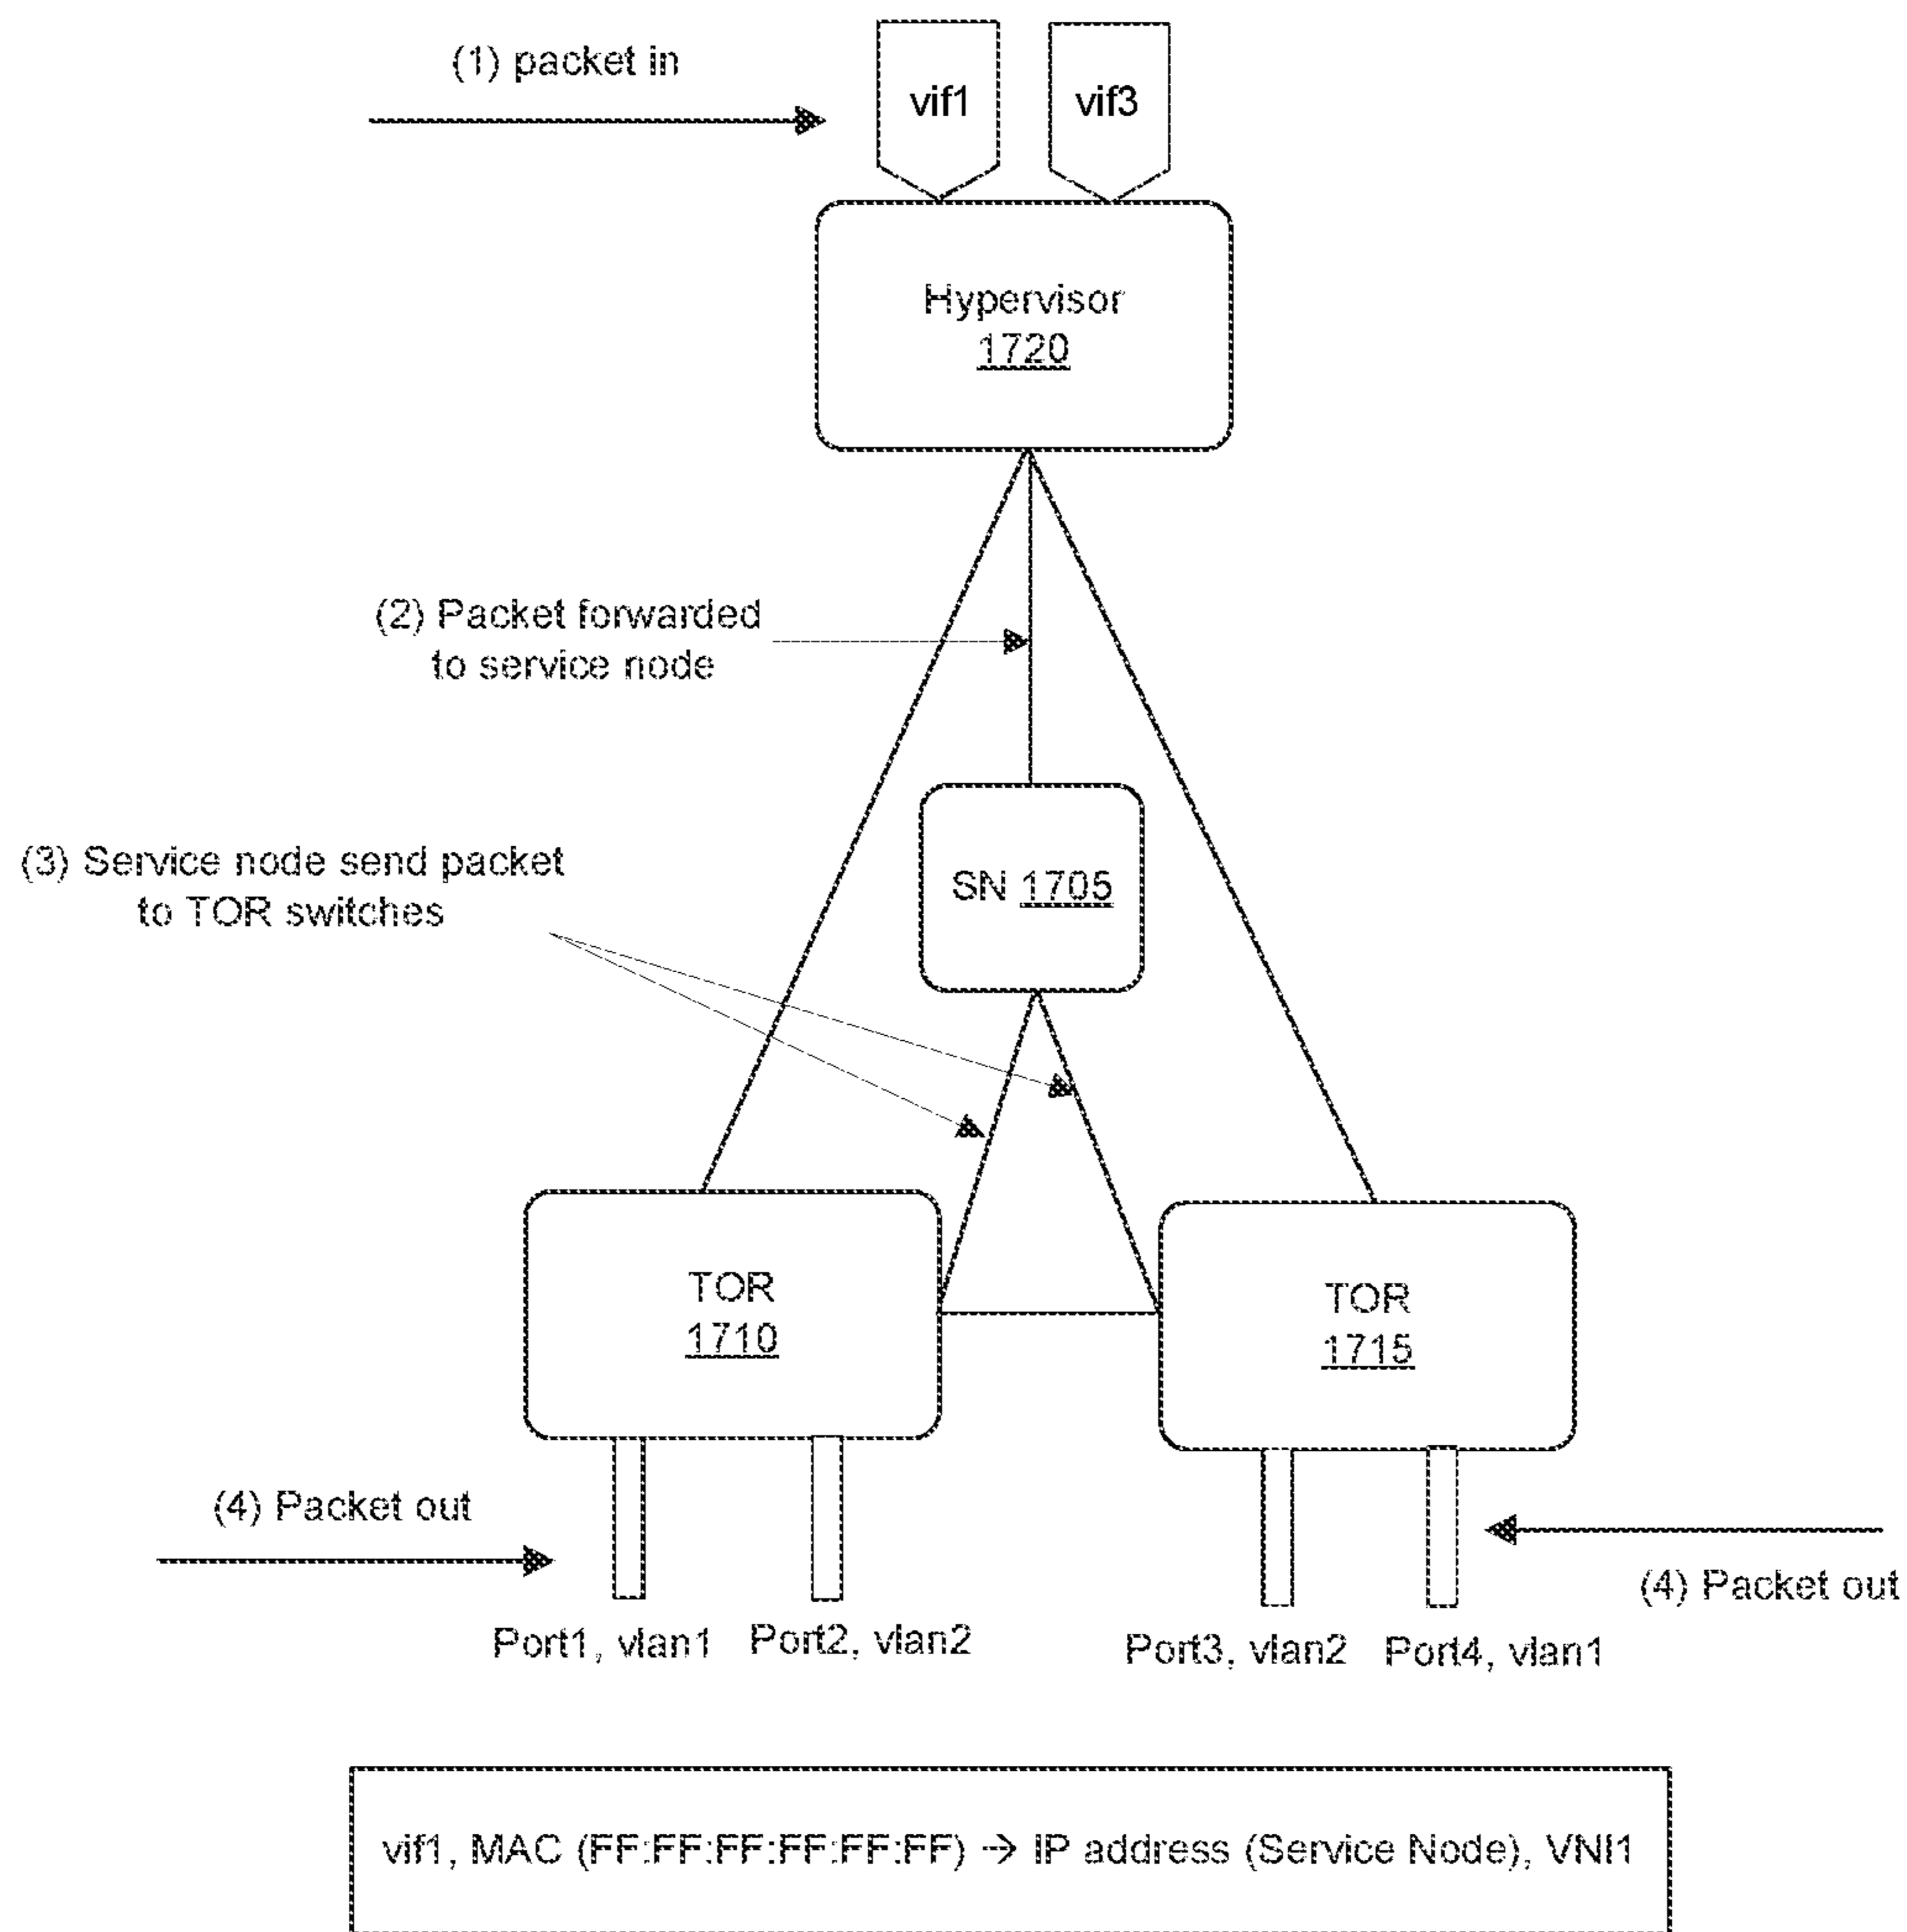 (1) packet in
vif1
vif3
Hypervisor
1720
(2) Packet forwarded
to service node
(3) Service node send packet
to TOR switches
SN 1705
TOR
1710
TOR
1715
(4) Packet out
(4) Packet out
Port1, vlan1
Port2, vlan2
Port3, vlan2
Port4, vlan1
vif1, MAC (FF:FF:FF:FF:FF:FF) → IP address (Service Node), VNI1